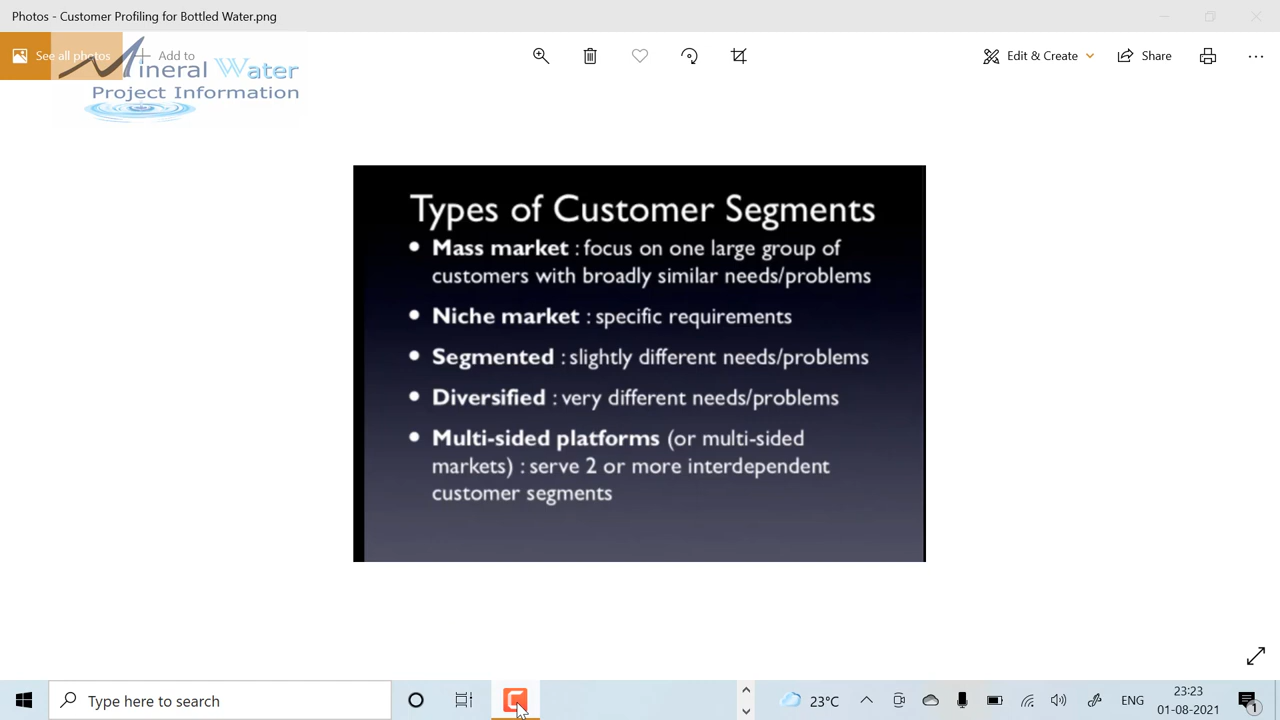 Photos - Customer Profiling for Bottled Water.png
See all photos
Add to
Edit & Create
Share
Mineral Water
Project Information
Types of Customer Segments
• Mass market : focus on one large group of
customers with broadly similar needs/problems
• Niche market : specific requirements
• Segmented : slightly different needs/problems
• Diversified : very different needs/problems
• Multi-sided platforms (or multi-sided
markets) : serve 2 or more interdependent
customer segments
Type here to search
23°C
ENG
23:23
01-08-2021
1